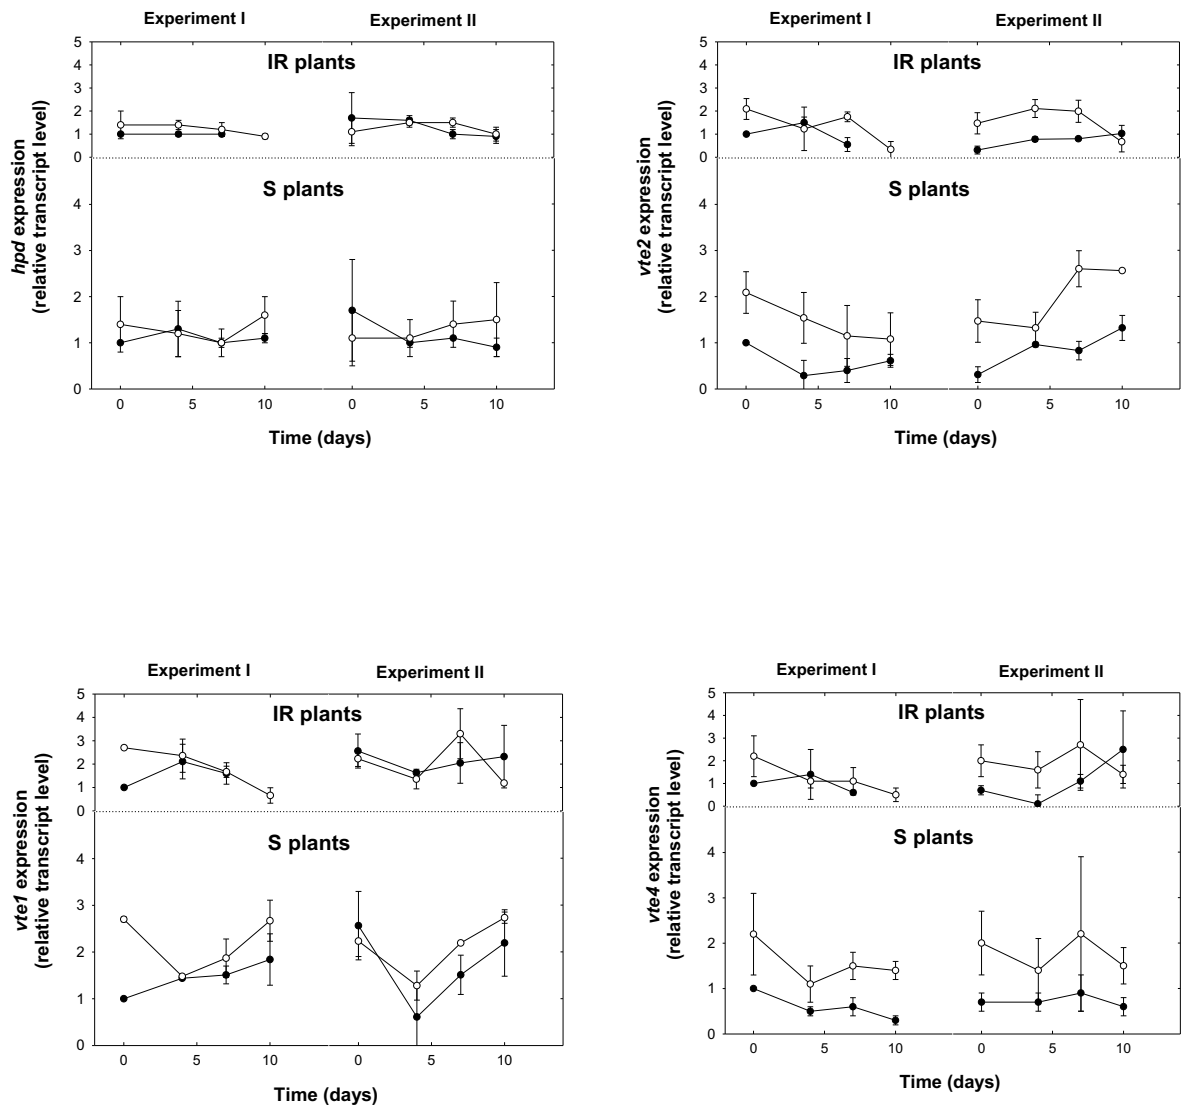 Experiment I Experiment II
IR plants
5
4
3
2
1
0
S plants
4
3
2
1
0
hpd expression
(relative transcript level)
0 5 10 0 5 10
Time (days)
Experiment I Experiment II
IR plants
5
4
3
2
1
0
S plants
4
3
2
1
0
vte2 expression
(relative transcript level)
0 5 10 0 5 10
Time (days)
Experiment I Experiment II
IR plants
5
4
3
2
1
0
S plants
4
3
2
1
0
vte1 expression
(relative transcript level)
0 5 10 0 5 10
Time (days)
Experiment I Experiment II
IR plants
5
4
3
2
1
0
S plants
4
3
2
1
0
vte4 expression
(relative transcript level)
0 5 10 0 5 10
Time (days)